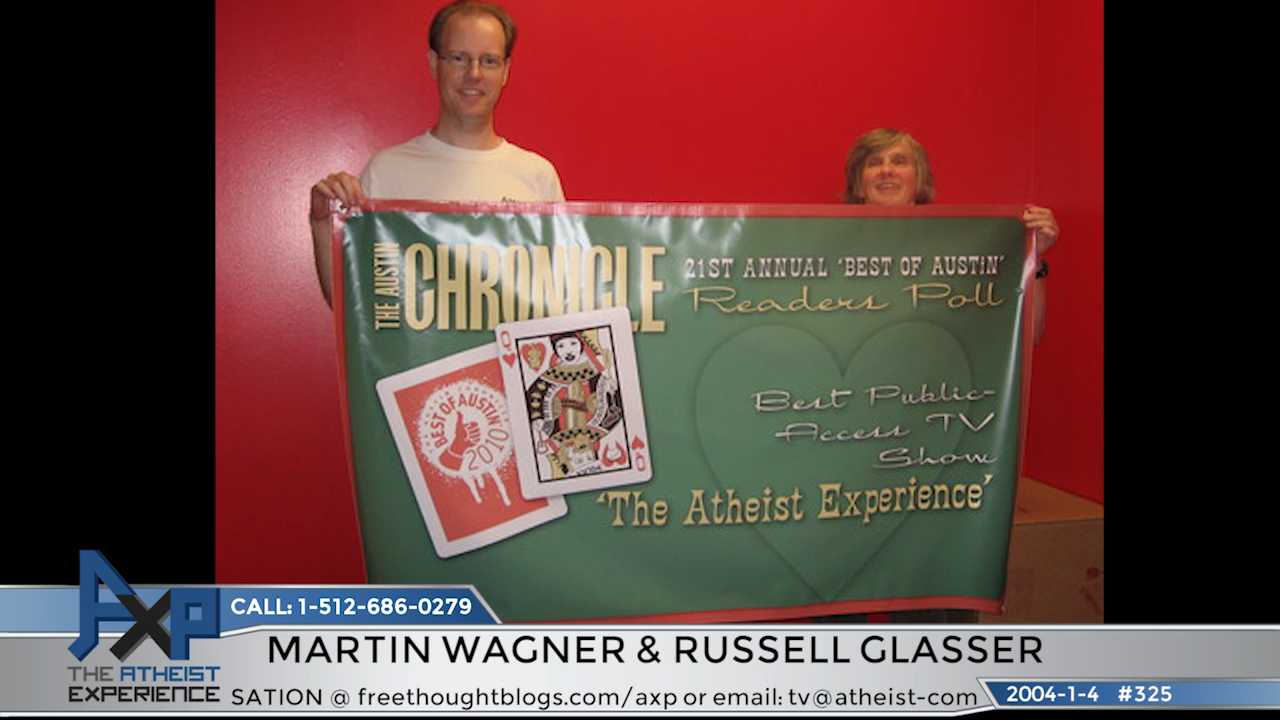 THE AUSTIN
CHRONICLE
21ST ANNUAL 'BEST OF AUSTIN'
Readers Poll
Q
BEST OF AUSTIN
2010
Q
Best Public-
Access TV
Show
'The Atheist Experience'
AXP
THE ATHEIST
EXPERIENCE
CALL: 1-512-686-0279
MARTIN WAGNER & RUSSELL GLASSER
SATION @ freethoughtblogs.com/axp or email: tv@atheist-com
2004-1-4 #325